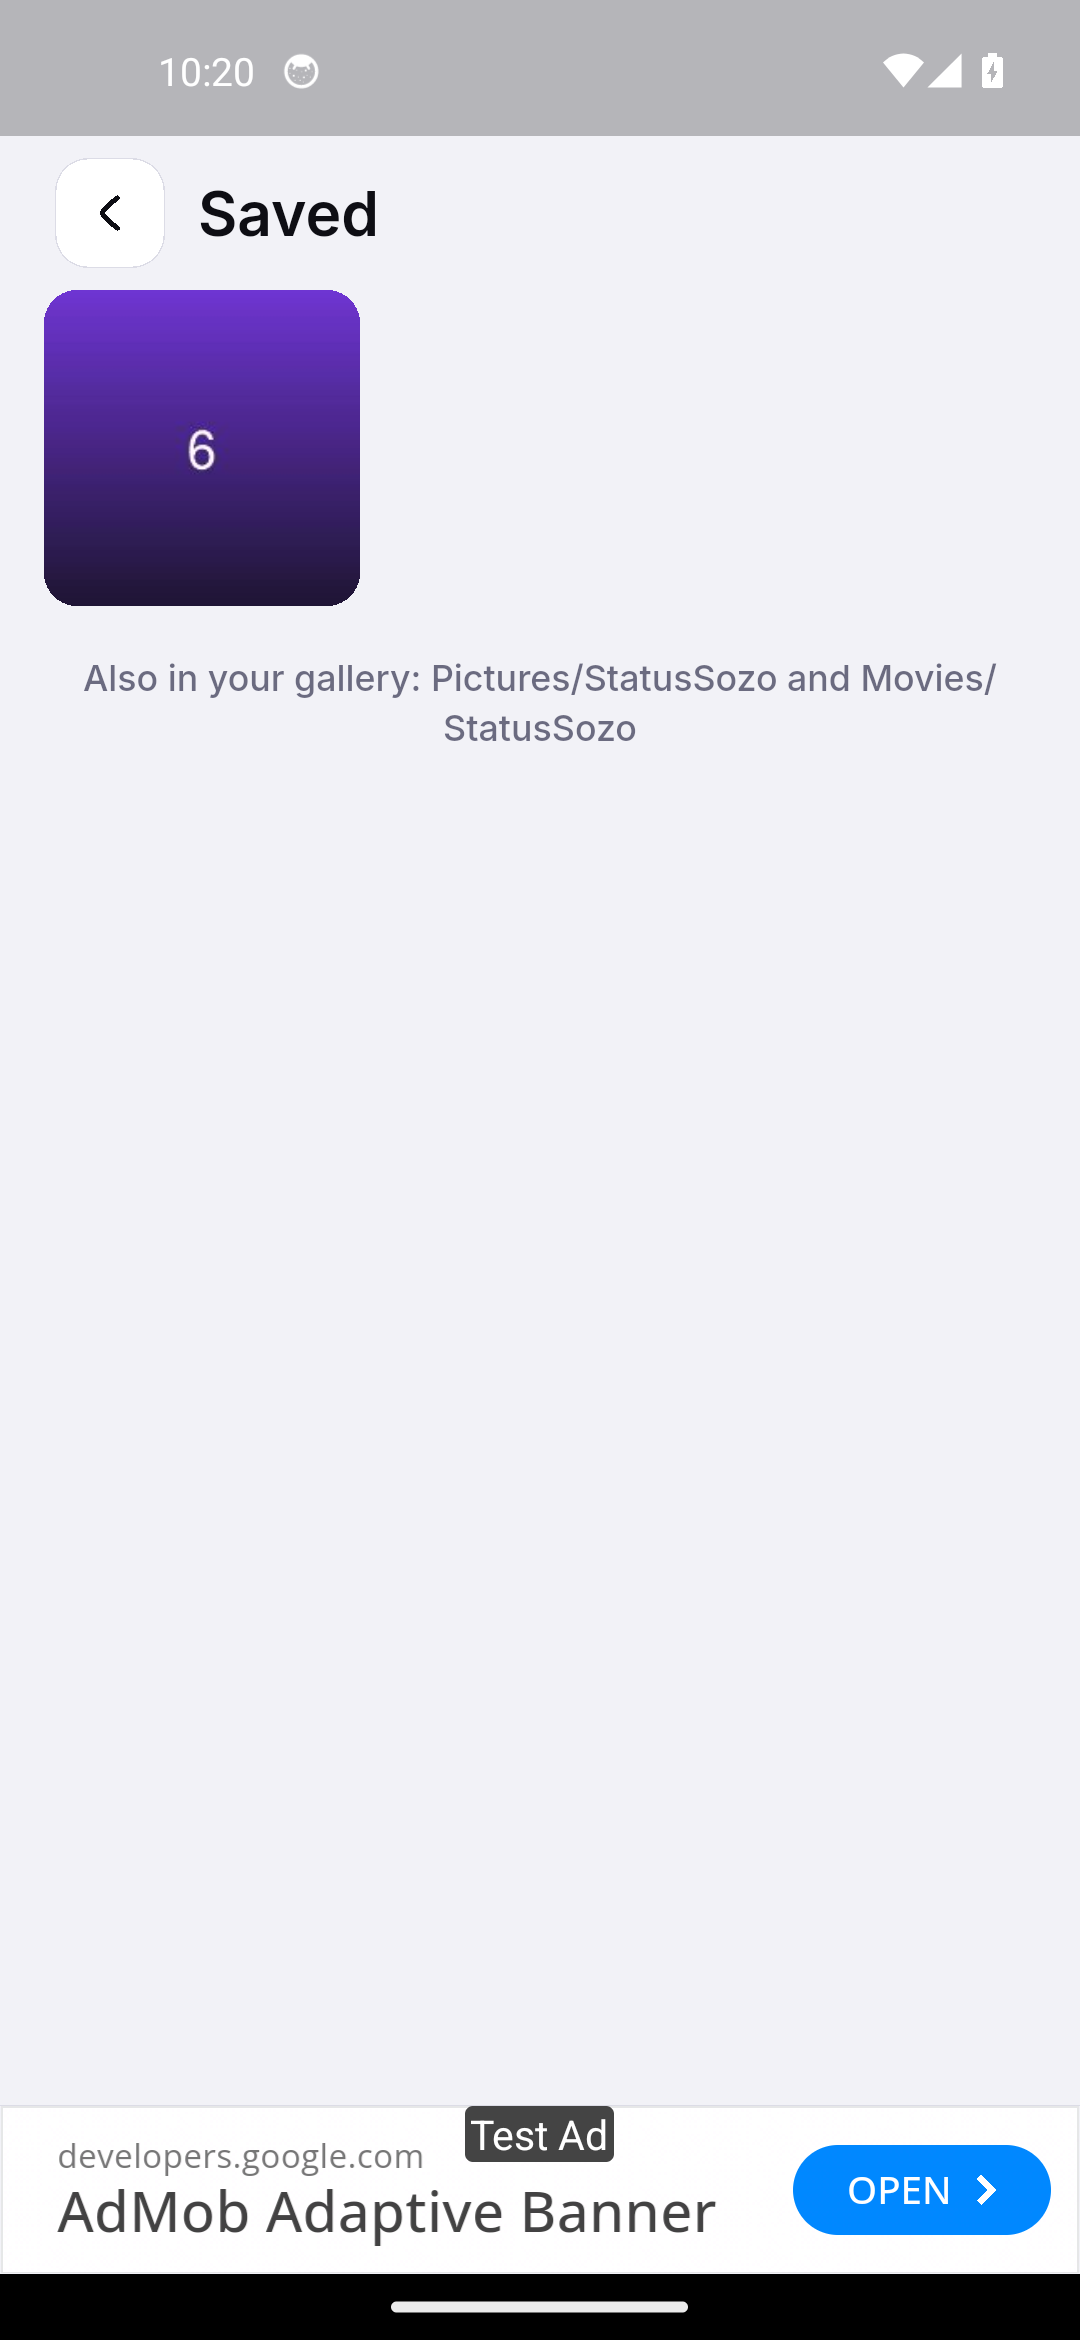 10:20
Saved
6
Also in your gallery: Pictures/StatusSozo and Movies/
StatusSozo
Test Ad
developers.google.com
AdMob Adaptive Banner
OPEN